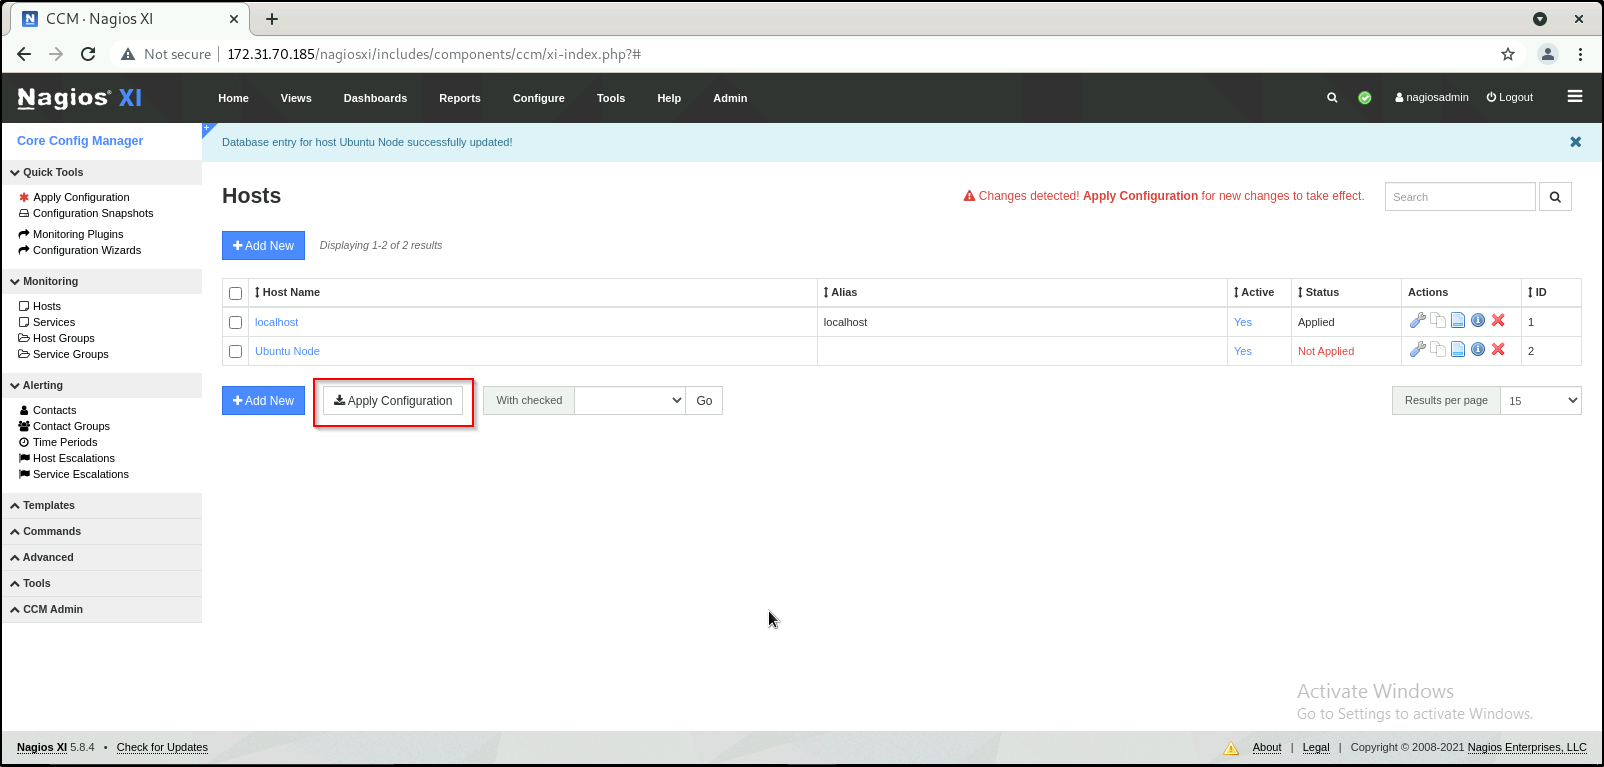 CCM · Nagios XI
Not secure | 172.31.70.185/nagiosxi/includes/components/ccm/xi-index.php?#
Nagios XI Home Views Dashboards Reports Configure Tools Help Admin nagiosadmin Logout
Core Config Manager
Quick Tools
Apply Configuration
Configuration Snapshots
Monitoring Plugins
Configuration Wizards
Monitoring
Hosts
Services
Host Groups
Service Groups
Alerting
Contacts
Contact Groups
Time Periods
Host Escalations
Service Escalations
Templates
Commands
Advanced
Tools
CCM Admin
Database entry for host Ubuntu Node successfully updated!
Hosts
Changes detected! Apply Configuration for new changes to take effect. Search
Add New Displaying 1-2 of 2 results
Host Name Alias Active Status Actions ID
localhost localhost Yes Applied 1
Ubuntu Node Yes Not Applied 2
Add New Apply Configuration With checked Go Results per page 15
Activate Windows
Go to Settings to activate Windows.
Nagios XI 5.8.4 • Check for Updates About | Legal | Copyright © 2008-2021 Nagios Enterprises, LLC